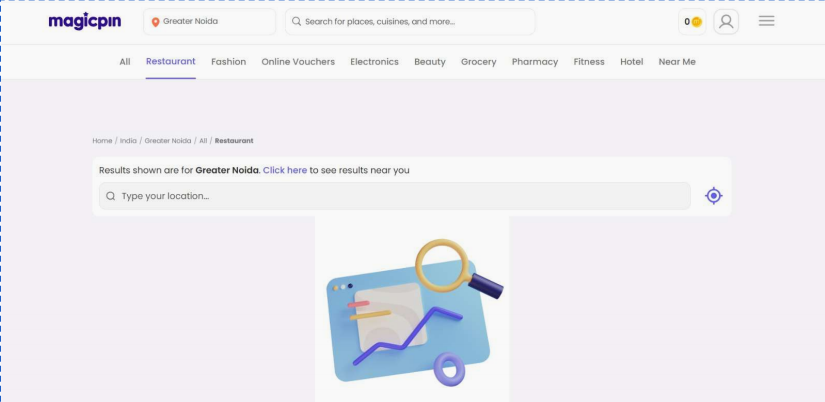 magicpin
Greater Noida
Search for places, cuisines, and more...
0
All Restaurant Fashion Online Vouchers Electronics Beauty Grocery Pharmacy Fitness Hotel Near Me
Home / India / Greater Noida / All / Restaurant
Results shown are for Greater Noida. Click here to see results near you
Type your location...